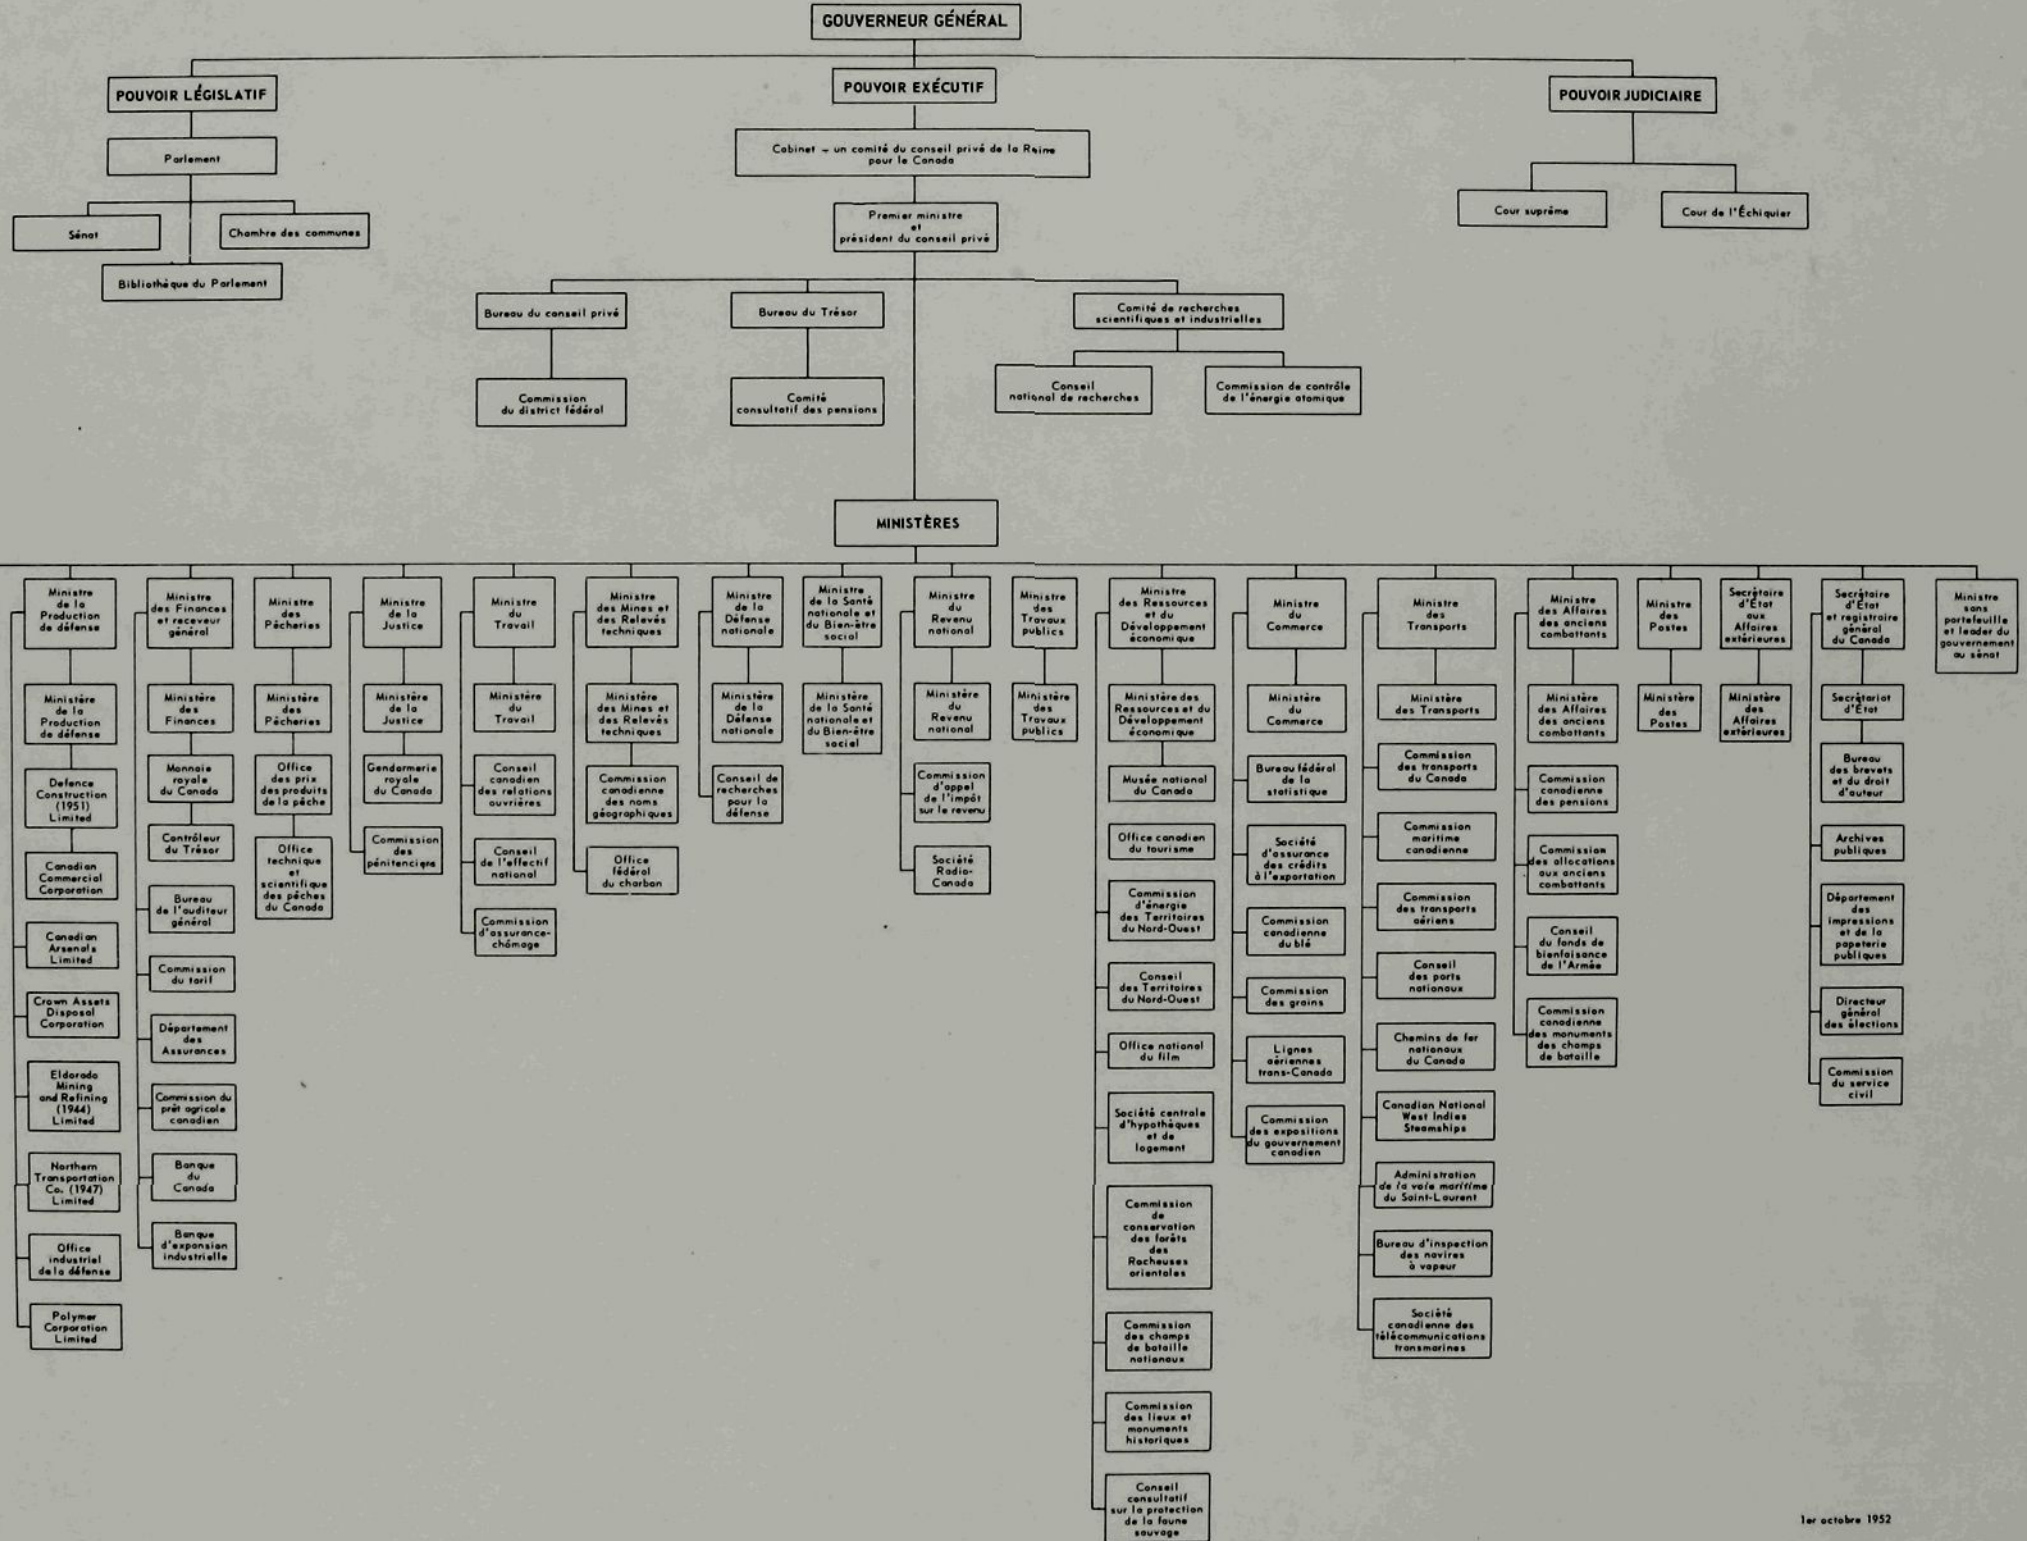 GOUVERNEUR GÉNÉRAL
POUVOIR LÉGISLATIF
POUVOIR EXÉCUTIF
POUVOIR JUDICIAIRE
Parlement
Cabinet – un comité du conseil privé de la Reine
pour le Canada
Sénat
Chambre des communes
Bibliothèque du Parlement
Premier ministre
et
président du conseil privé
Cour suprême
Cour de l'Échiquier
Bureau du conseil privé
Bureau du Trésor
Comité de recherches
scientifiques et industrielles
Commission
du district fédéral
Comité
consultatif des pensions
Conseil
national de recherches
Commission de contrôle
de l'énergie atomique
MINISTÈRES
Ministre
de la
Production
de défense
Ministère
de la
Production
de défense
Defence
Construction
(1951)
Limited
Canadian
Commercial
Corporation
Canadian
Arsenals
Limited
Crown Assets
Disposal
Corporation
Eldorado
Mining
and Refining
(1944)
Limited
Northern
Transportation
Co. (1947)
Limited
Office
industriel
de la défense
Polymer
Corporation
Limited
Ministre
des Finances
et receveur
général
Ministère
des
Finances
Monnaie
royale
du Canada
Contrôleur
du Trésor
Bureau
de l'auditeur
général
Commission
du tarif
Département
des
Assurances
Commission du
prêt agricole
canadien
Banque
du
Canada
Banque
d'expansion
industrielle
Ministre
des
Pêcheries
Ministère
des
Pêcheries
Office
des prix
des produits
de la pêche
Office
technique
et
scientifique
des pêches
du Canada
Ministre
de la
Justice
Ministère
de la
Justice
Gendarmerie
royale
du Canada
Commission
des
pénitenciers
Ministre
du
Travail
Ministère
du
Travail
Conseil
canadien
des relations
ouvrières
Conseil
de l'effectif
national
Commission
d'assurance-
chômage
Ministre
des Mines et
des Relevés
techniques
Ministère
des Mines et
des Relevés
techniques
Commission
canadienne
des noms
géographiques
Office
fédéral
du charbon
Ministre
de la
Défense
nationale
Ministère
de la
Défense
nationale
Conseil de
recherches
pour la
défense
Ministre
de la Santé
nationale et
du Bien-être
social
Ministère
de la Santé
nationale et
du Bien-être
social
Ministre
du
Revenu
national
Ministère
du
Revenu
national
Commission
d'appel
de l'impôt
sur le revenu
Société
Radio-
Canada
Ministre
des
Travaux
publics
Ministère
des
Travaux
publics
Ministre
des Ressources
et du
Développement
économique
Ministère des
Ressources et du
Développement
économique
Musée national
du Canada
Office canadien
du tourisme
Commission
d'énergie
des Territoires
du Nord-Ouest
Conseil
des Territoires
du Nord-Ouest
Office national
du film
Société centrale
d'hypothèques
et de
logement
Commission
de
conservation
des forêts
des
Rocheuses
orientales
Commission
des champs
de bataille
nationaux
Commission
des lieux et
monuments
historiques
Conseil
consultatif
sur la protection
de la faune
sauvage
Ministre
du
Commerce
Ministère
du
Commerce
Bureau fédéral
de la
statistique
Société
d'assurance
des crédits
à l'exportation
Commission
canadienne
du blé
Commission
des grains
Lignes
aériennes
trans-Canada
Commission
des expositions
du gouvernement
canadien
Ministre
des
Transports
Ministère
des Transports
Commission
des transports
du Canada
Commission
maritime
canadienne
Commission
des transports
aériens
Conseil
des ports
nationaux
Chemins de fer
nationaux
du Canada
Canadian National
West Indies
Steamships
Administration
de la voie maritime
du Saint-Laurent
Bureau d'inspection
des navires
à vapeur
Société
canadienne des
télécommunications
transmarines
Ministre
des Affaires
des anciens
combattants
Ministère
des Affaires
des anciens
combattants
Commission
canadienne
des pensions
Commission
des allocations
aux anciens
combattants
Conseil
du fonds de
bienfaisance
de l'Armée
Commission
canadienne
des monuments
des champs
de bataille
Ministre
des
Postes
Ministère
des
Postes
Secrétaire
d'État
aux
Affaires
extérieures
Ministère
des
Affaires
extérieures
Secrétaire
d'État
et registraire
général
du Canada
Secrétariat
d'État
Bureau
des brevets
et du droit
d'auteur
Archives
publiques
Département
des
impressions
et de la
papeterie
publiques
Directeur
général
des élections
Commission
du service
civil
Ministre
sans
portefeuille
et leader du
gouvernement
au sénat
1er octobre 1952